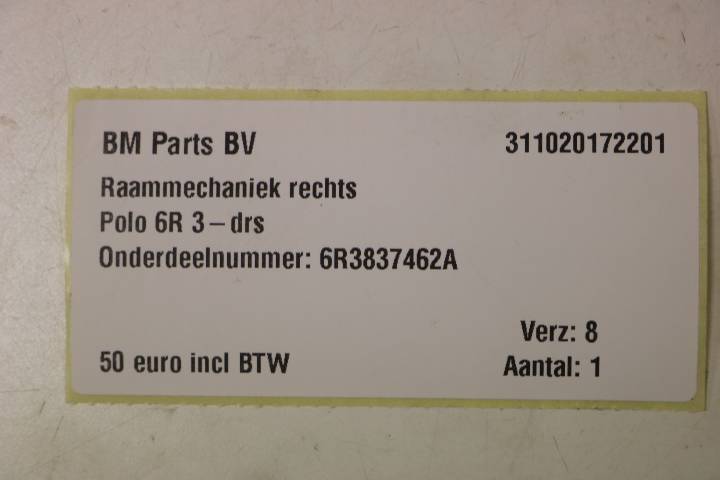 BM Parts BV 311020172201
Raammechaniek rechts
Polo 6R 3-drs
Onderdeelnummer: 6R3837462A
Verz: 8
50 euro incl BTW Aantal: 1